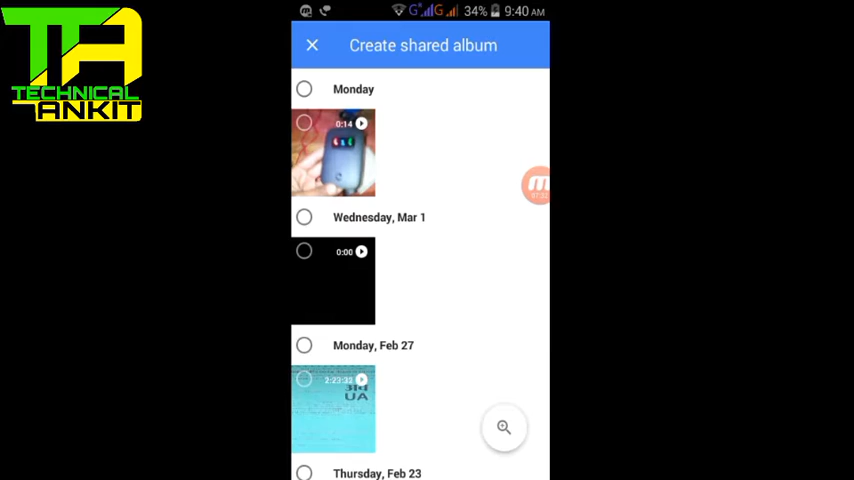 34% 9:40 AM
TECHNICAL
ANKIT
Create shared album
Monday
0:14
Wednesday, Mar 1
0:00
Monday, Feb 27
2:23:33
UA
Thursday, Feb 23